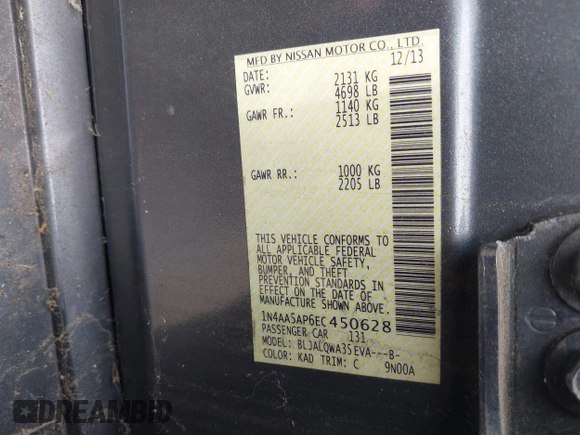 MFD BY NISSAN MOTOR CO., LTD.
DATE: 12/13
GVWR: 2131 KG
4698 LB
GAWR FR.: 1140 KG
2513 LB
GAWR RR.: 1000 KG
2205 LB
THIS VEHICLE CONFORMS TO
ALL APPLICABLE FEDERAL
MOTOR VEHICLE SAFETY,
BUMPER, AND THEFT
PREVENTION STANDARDS
IN EFFECT ON THE DATE OF
MANUFACTURE SHOWN ABOVE.
1N4AA5AP6EC450628
PASSENGER CAR 131
MODEL: BLJALQWA35EVA---B-
COLOR: KAD TRIM: C 9N00A
DREAMBID